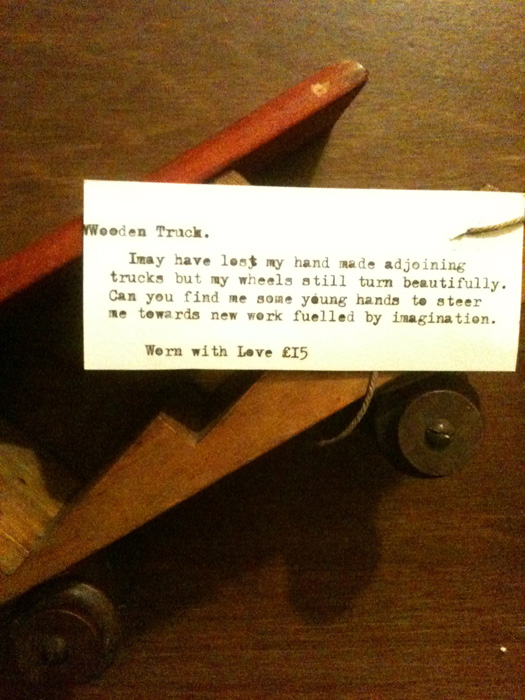 WWooden Truck.
Imay have lost my hand made adjoining
trucks but my wheels still turn beautifully.
Can you find me some young hands to steer
me towards new work fuelled by imagination.
Worn with Love £15